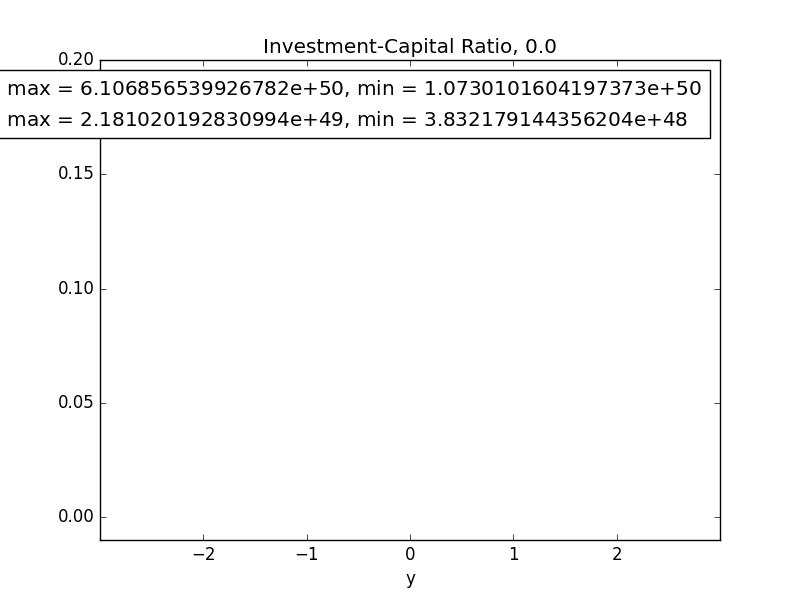 Investment-Capital Ratio, 0.0
0.20
max = 6.106856539926782e+50, min = 1.0730101604197373e+50
max = 2.181020192830994e+49, min = 3.832179144356204e+48
0.15
0.10
0.05
0.00
−2 −1 0 1 2
y